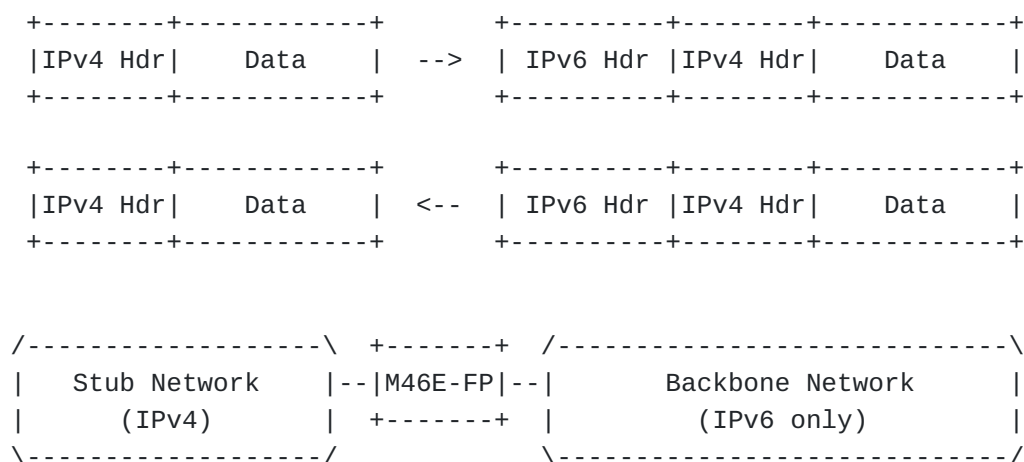 +--------+------------+       +----------+--------+------------+
|IPv4 Hdr|    Data    |  -->  | IPv6 Hdr |IPv4 Hdr|    Data    |
+--------+------------+       +----------+--------+------------+
+--------+------------+       +----------+--------+------------+
|IPv4 Hdr|    Data    |  <--  | IPv6 Hdr |IPv4 Hdr|    Data    |
+--------+------------+       +----------+--------+------------+
/-------------------\  +-------+  /-----------------------------\
|   Stub Network    |--|M46E-FP|--|       Backbone Network      |
|      (IPv4)       |  +-------+  |         (IPv6 only)         |
\-------------------/             \-----------------------------/